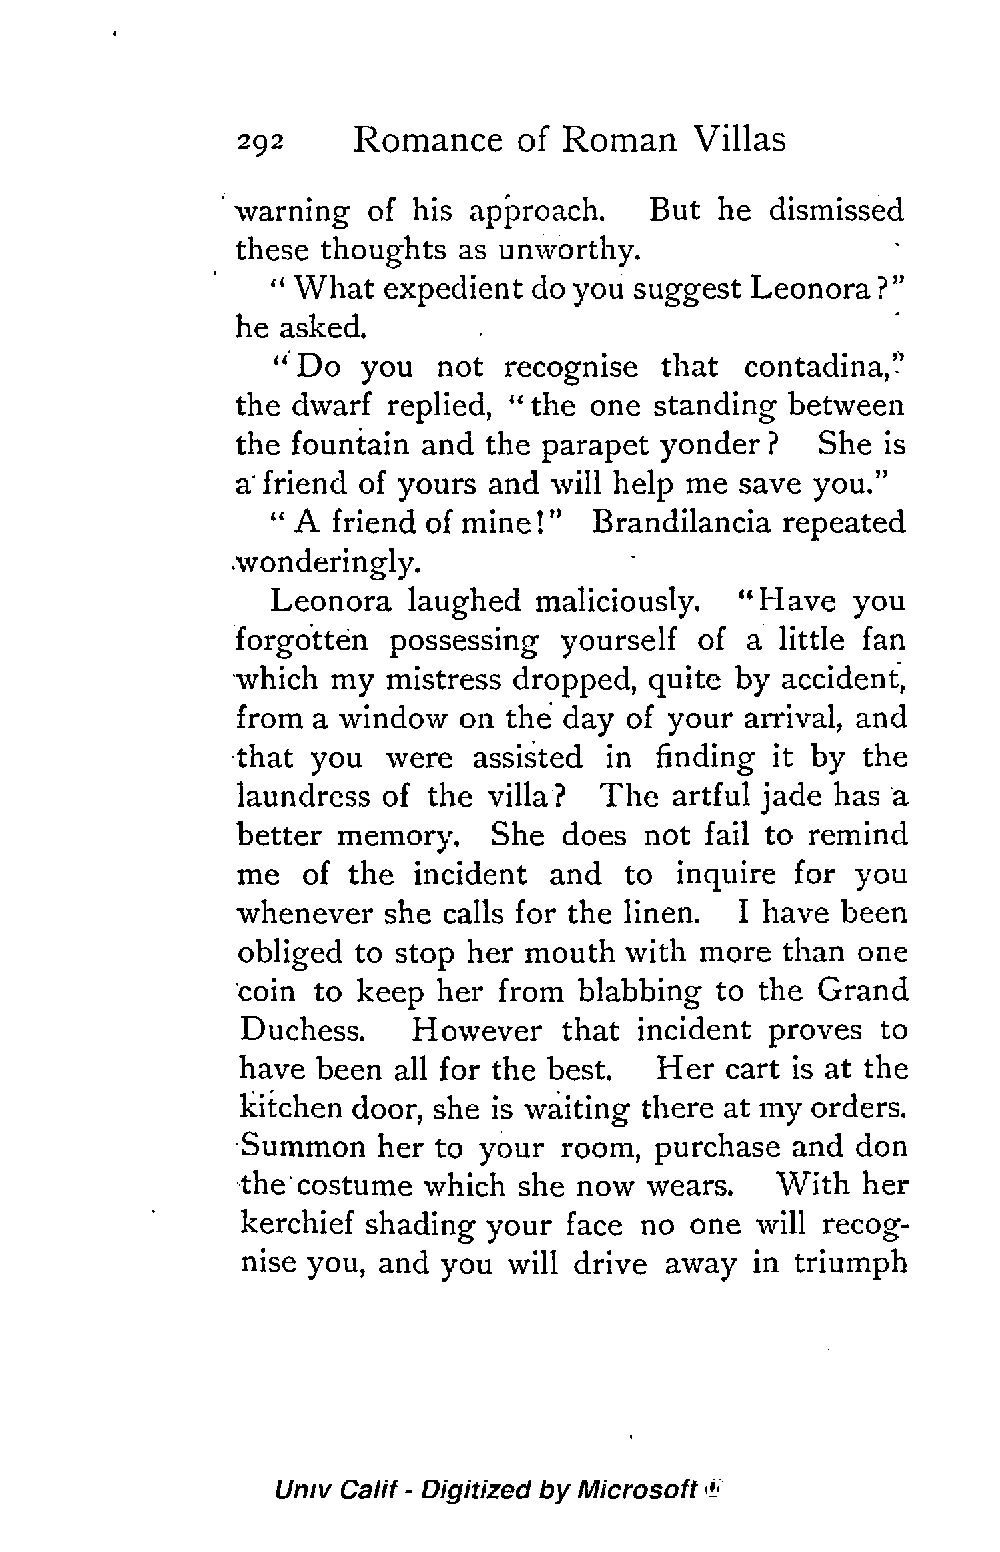 292 Romance of Roman Villas
warning of his approach. But he dismissed
these thoughts as unworthy.
"What expedient do you suggest Leonora?"
he asked.
"Do you not recognise that contadina,"
the dwarf replied, "the one standing between
the fountain and the parapet yonder? She is
a friend of yours and will help me save you."
"A friend of mine!" Brandilancia repeated
wonderingly.
Leonora laughed maliciously. "Have you
forgotten possessing yourself of a little fan
which my mistress dropped, quite by accident,
from a window on the day of your arrival, and
that you were assisted in finding it by the
laundress of the villa? The artful jade has a
better memory. She does not fail to remind
me of the incident and to inquire for you
whenever she calls for the linen. I have been
obliged to stop her mouth with more than one
coin to keep her from blabbing to the Grand
Duchess. However that incident proves to
have been all for the best. Her cart is at the
kitchen door, she is waiting there at my orders.
Summon her to your room, purchase and don
the costume which she now wears. With her
kerchief shading your face no one will recog-
nise you, and you will drive away in triumph
Univ Calif - Digitized by Microsoft ®